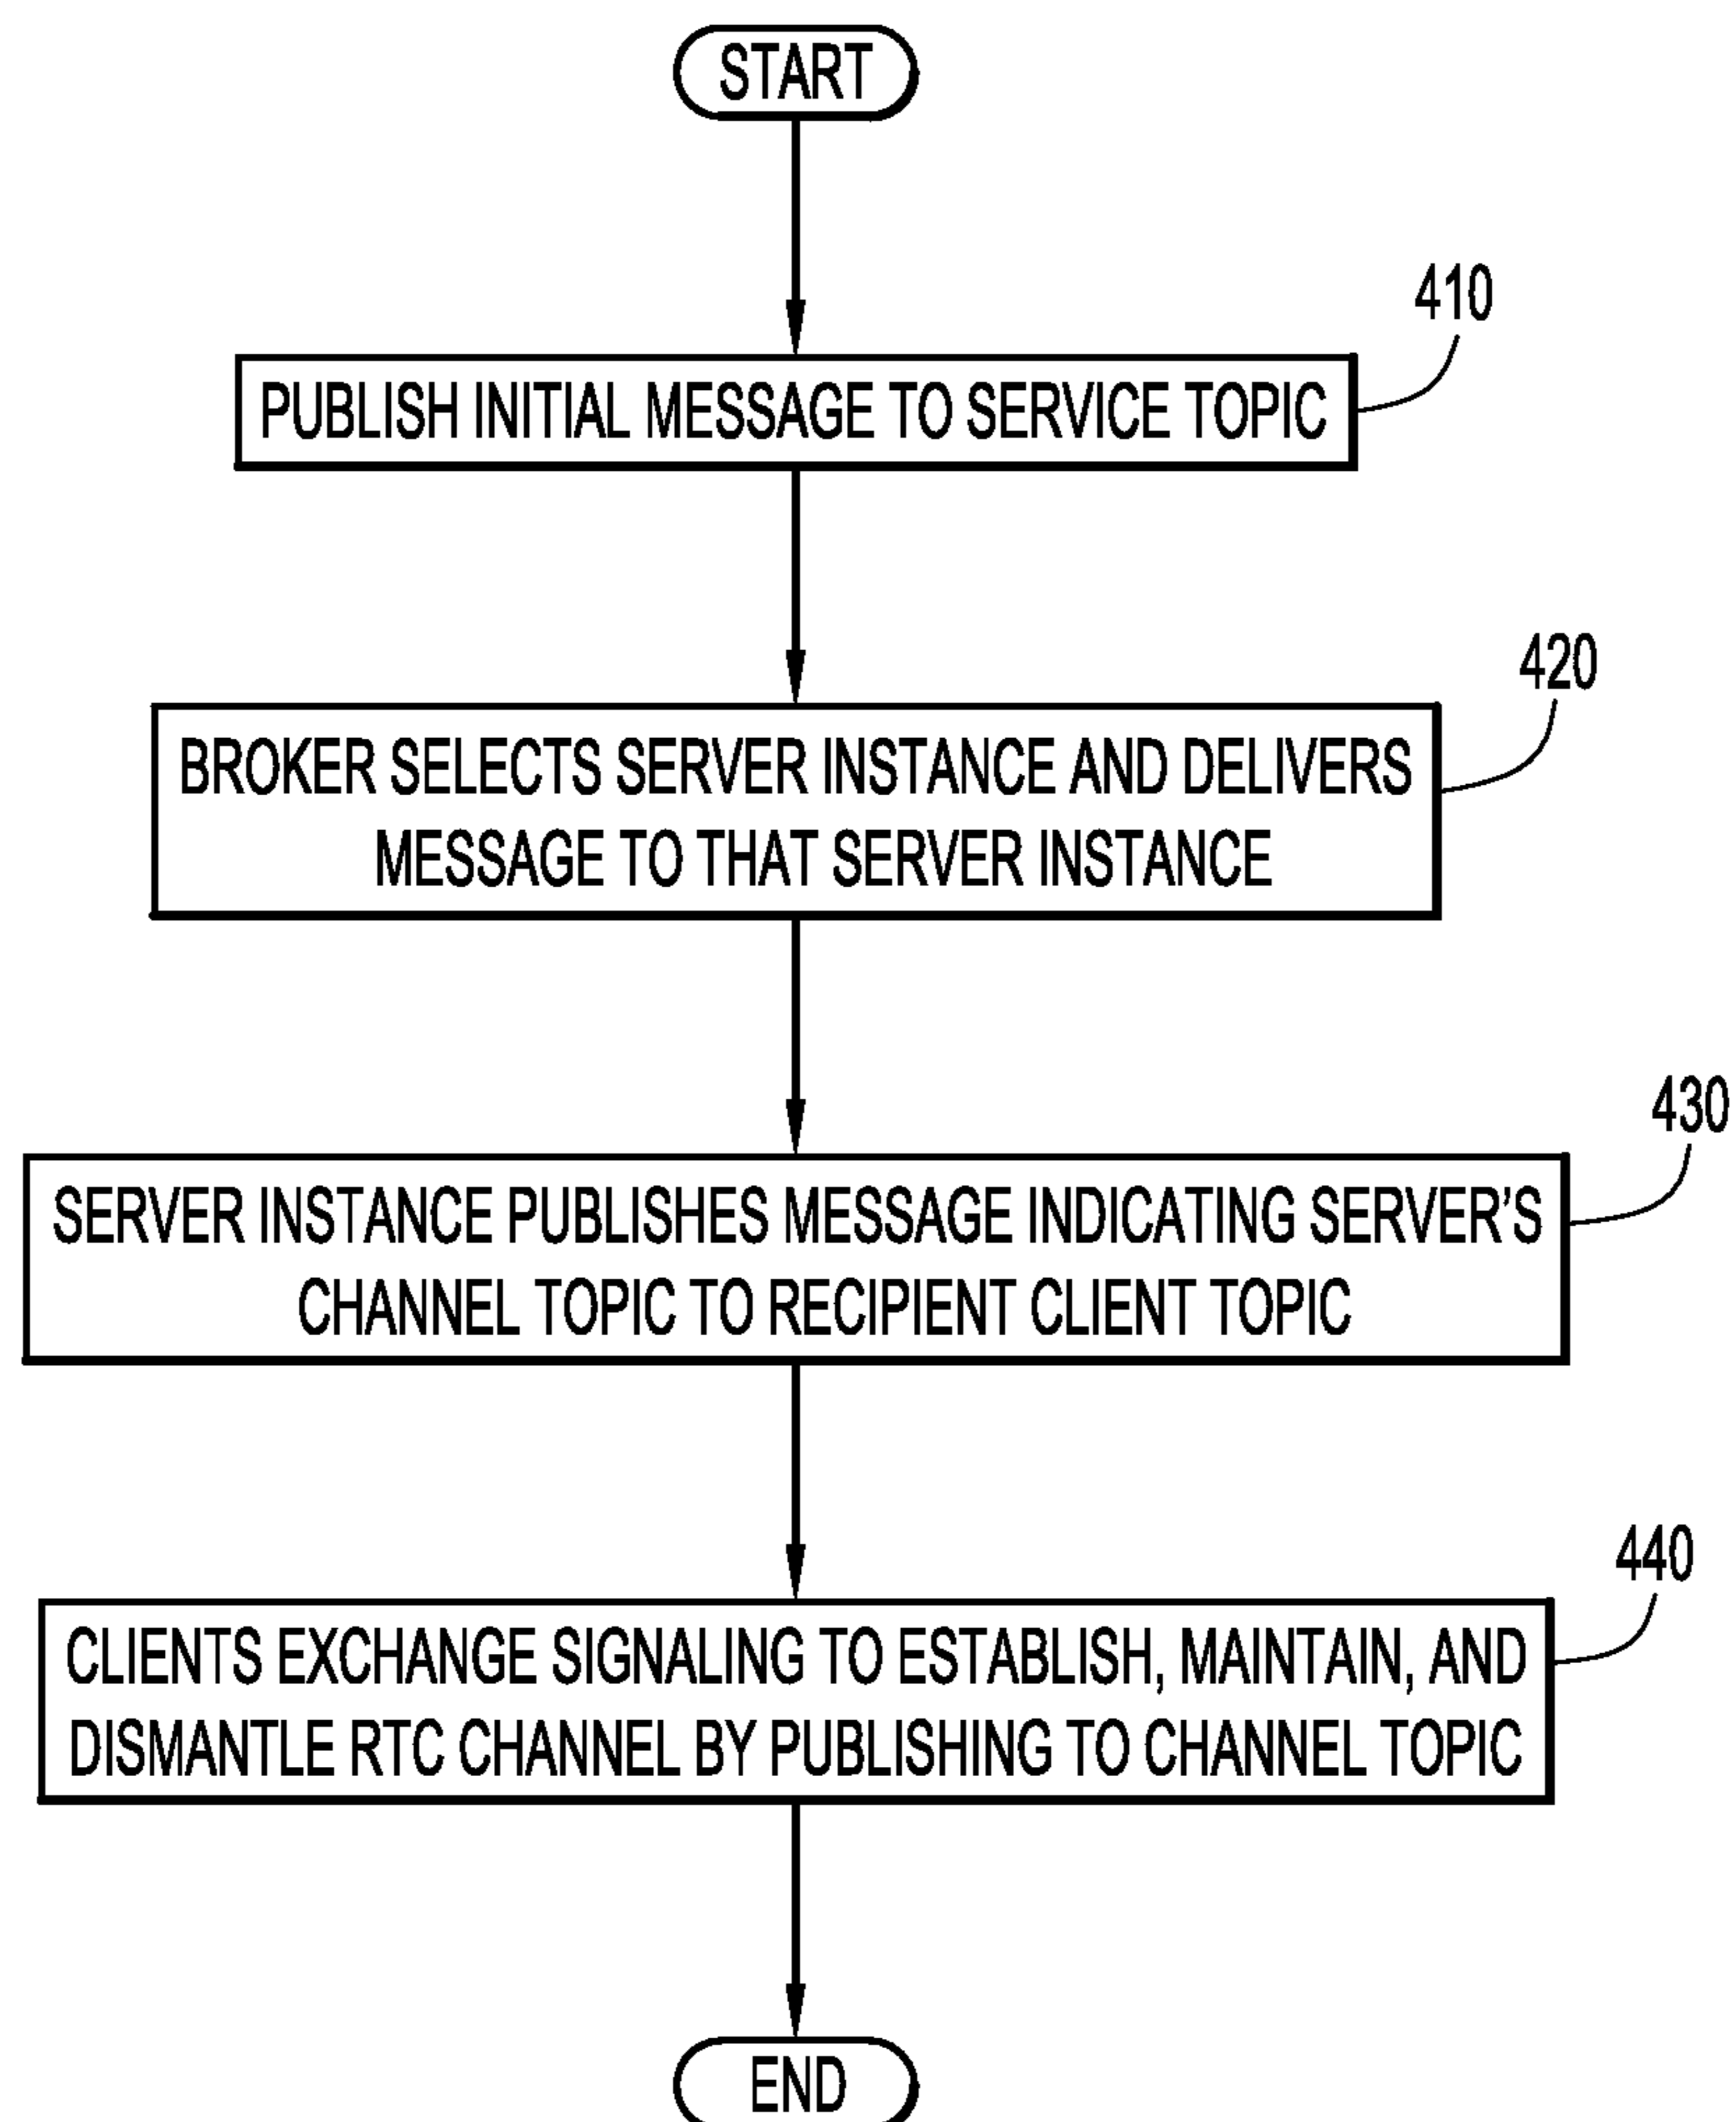 START
410
PUBLISH INITIAL MESSAGE TO SERVICE TOPIC
420
BROKER SELECTS SERVER INSTANCE AND DELIVERS
MESSAGE TO THAT SERVER INSTANCE
430
SERVER INSTANCE PUBLISHES MESSAGE INDICATING SERVER'S
CHANNEL TOPIC TO RECIPIENT CLIENT TOPIC
440
CLIENTS EXCHANGE SIGNALING TO ESTABLISH, MAINTAIN, AND
DISMANTLE RTC CHANNEL BY PUBLISHING TO CHANNEL TOPIC
END